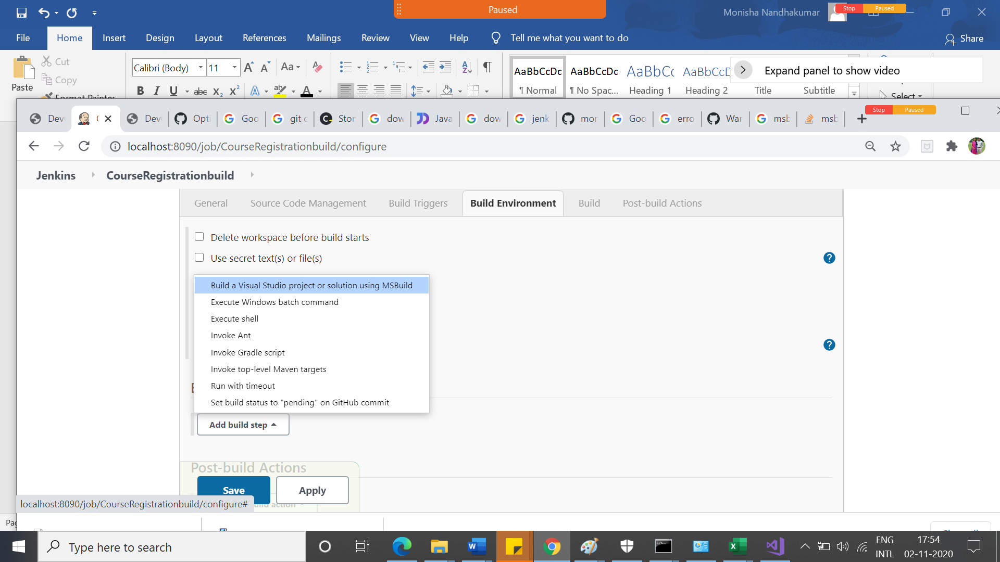 Paused
Monisha Nandhakumar
Stop Paused
File Home Insert Design Layout References Mailings Review View Help Tell me what you want to do Share
Cut
Copy
Format Painter
Paste
Calibri (Body) 11
AaBbCcDc AaBbCcDc AaBbCc AaBbCcD
¶ Normal ¶ No Spac... Heading 1 Heading 2 Title Subtitle
Expand panel to show video
Select
Stop Paused
Dev Dev Opti Goo git c Stor dow Java dow jenk mor Goo erro War msb msb
localhost:8090/job/CourseRegistrationbuild/configure
Jenkins CourseRegistrationbuild
General Source Code Management Build Triggers Build Environment Build Post-build Actions
Delete workspace before build starts
Use secret text(s) or file(s)
Build a Visual Studio project or solution using MSBuild
Execute Windows batch command
Execute shell
Invoke Ant
Invoke Gradle script
Invoke top-level Maven targets
Run with timeout
Set build status to "pending" on GitHub commit
Add build step
Post-build Actions
Save Apply
localhost:8090/job/CourseRegistrationbuild/configure#
action
Type here to search
ENG
INTL
17:54
02-11-2020